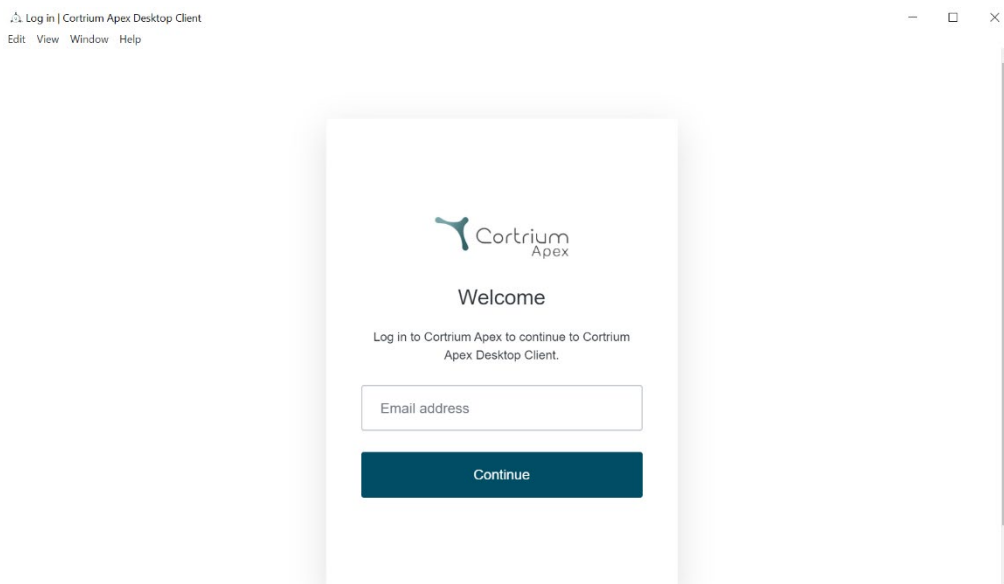 Log in | Cortrium Apex Desktop Client
Edit View Window Help
Cortrium
Apex
Welcome
Log in to Cortrium Apex to continue to Cortrium
Apex Desktop Client.
Email address
Continue